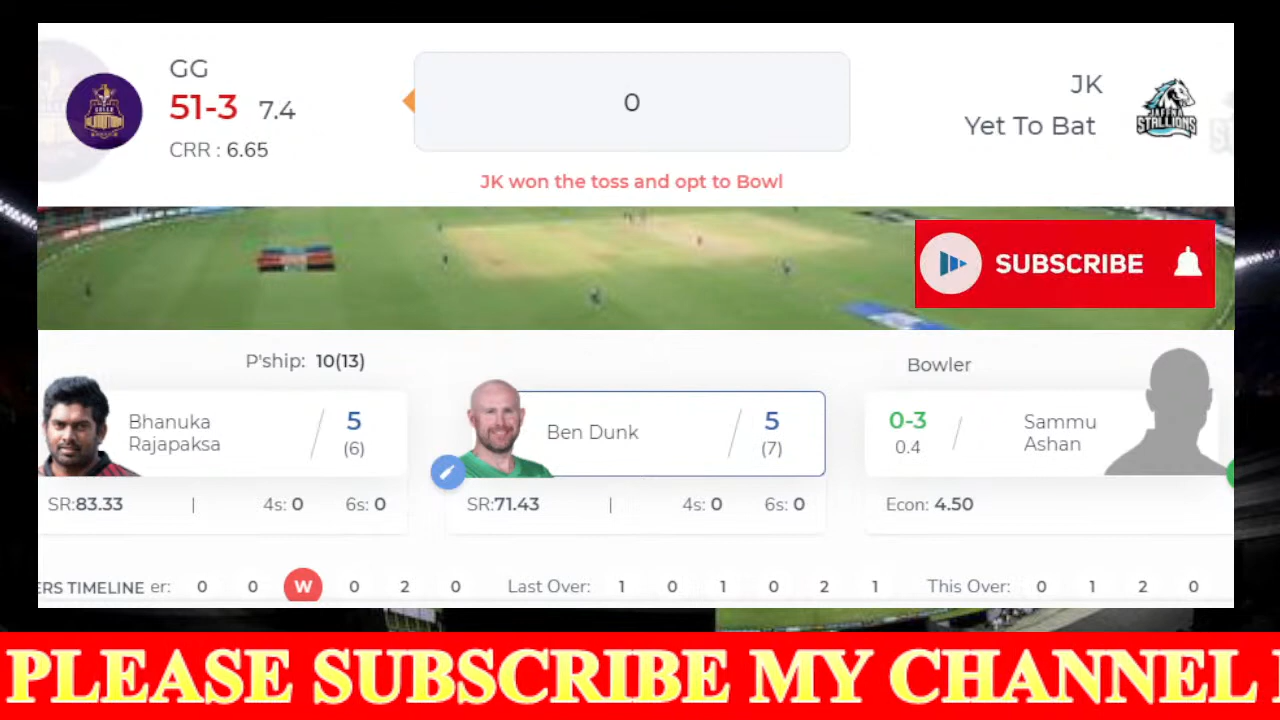 GG
51-3 7.4
CRR : 6.65
0
JK won the toss and opt to Bowl
JK
Yet To Bat
JAFFNA
STALLIONS
SUBSCRIBE
P'ship: 10(13)
Bhanuka
Rajapaksa
5
(6)
SR:83.33 | 4s: 0 6s: 0
Ben Dunk
5
(7)
SR:71.43 | 4s: 0 6s: 0
Bowler
0-3
0.4
Sammu
Ashan
Econ: 4.50
ERS TIMELINE er: 0 0 W 0 2 0 Last Over: 1 0 1 0 2 1 This Over: 0 1 2 0
PLEASE SUBSCRIBE MY CHANNEL